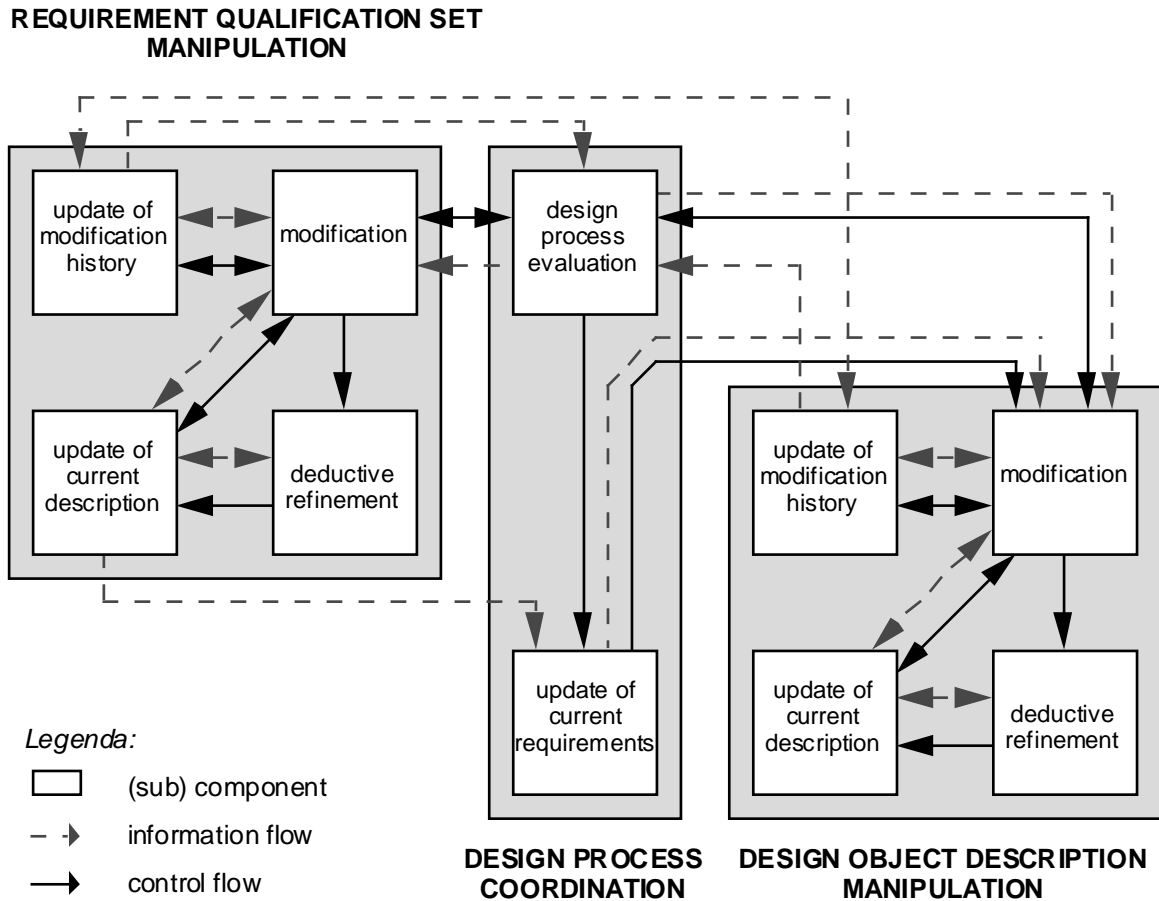 REQUIREMENT QUALIFICATION SET
MANIPULATION
update of
modification
history
modification
design
process
evaluation
update of
current
description
deductive
refinement
update of
modification
history
modification
update of
current
requirements
update of
current
description
deductive
refinement
Legenda:
(sub) component
information flow
control flow
DESIGN PROCESS
COORDINATION
DESIGN OBJECT DESCRIPTION
MANIPULATION